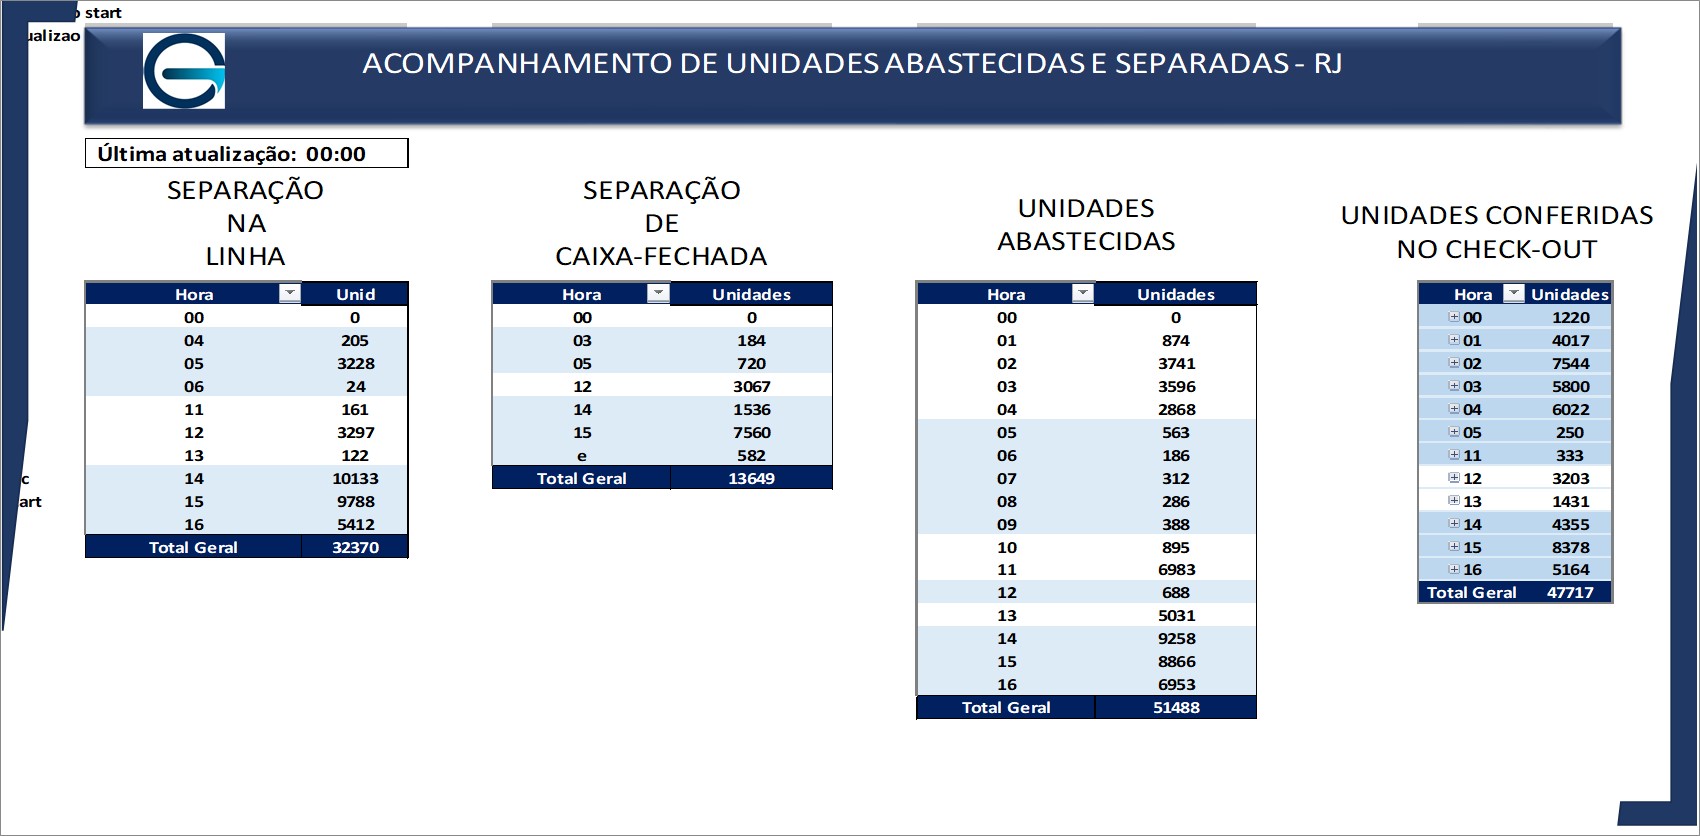 start
ACOMPANHAMENTO DE UNIDADES ABASTECIDAS E SEPARADAS - RJ
Última atualização: 00:00
SEPARAÇÃO
NA
LINHA
Hora Unid
00 0
04 205
05 3228
06 24
11 161
12 3297
13 122
14 10133
15 9788
16 5412
Total Geral 32370
SEPARAÇÃO
DE
CAIXA-FECHADA
Hora Unidades
00 0
03 184
05 720
12 3067
14 1536
15 7560
e 582
Total Geral 13649
UNIDADES
ABASTECIDAS
Hora Unidades
00 0
01 874
02 3741
03 3596
04 2868
05 563
06 186
07 312
08 286
09 388
10 895
11 6983
12 688
13 5031
14 9258
15 8866
16 6953
Total Geral 51488
UNIDADES CONFERIDAS
NO CHECK-OUT
Hora Unidades
00 1220
01 4017
02 7544
03 5800
04 6022
05 250
11 333
12 3203
13 1431
14 4355
15 8378
16 5164
Total Geral 47717